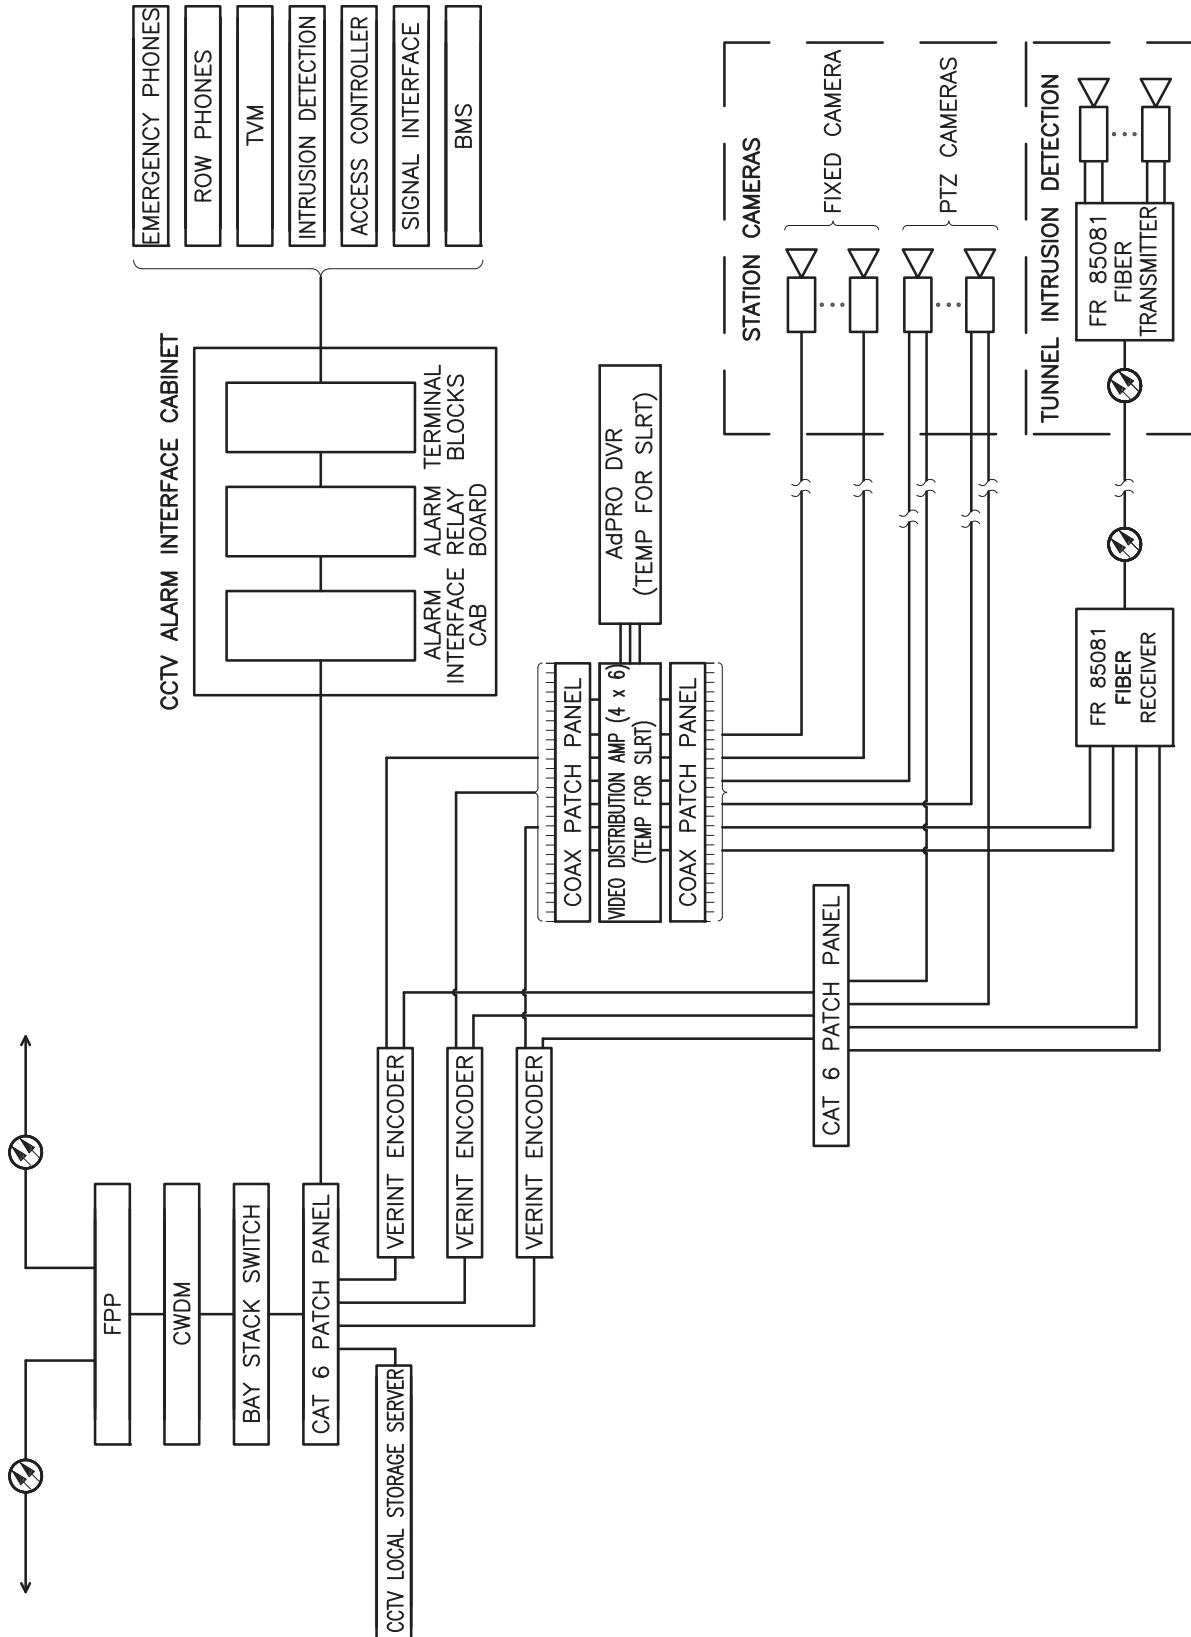 EMERGENCY PHONES
ROW PHONES
TVM
INTRUSION DETECTION
ACCESS CONTROLLER
SIGNAL INTERFACE
BMS
CCTV ALARM INTERFACE CABINET
ALARM
INTERFACE
CAB
ALARM
RELAY
BOARD
TERMINAL
BLOCKS
AdPRO DVR
(TEMP FOR SLRT)
COAX PATCH PANEL
VIDEO DISTRIBUTION AMP (4 x 6)
(TEMP FOR SLRT)
COAX PATCH PANEL
STATION CAMERAS
FIXED CAMERA
PTZ CAMERAS
TUNNEL INTRUSION DETECTION
FR 85081
FIBER
TRANSMITTER
FR 85081
FIBER
RECEIVER
FPP
CWDM
BAY STACK SWITCH
CAT 6 PATCH PANEL
VERINT ENCODER
VERINT ENCODER
VERINT ENCODER
CAT 6 PATCH PANEL
CCTV LOCAL STORAGE SERVER